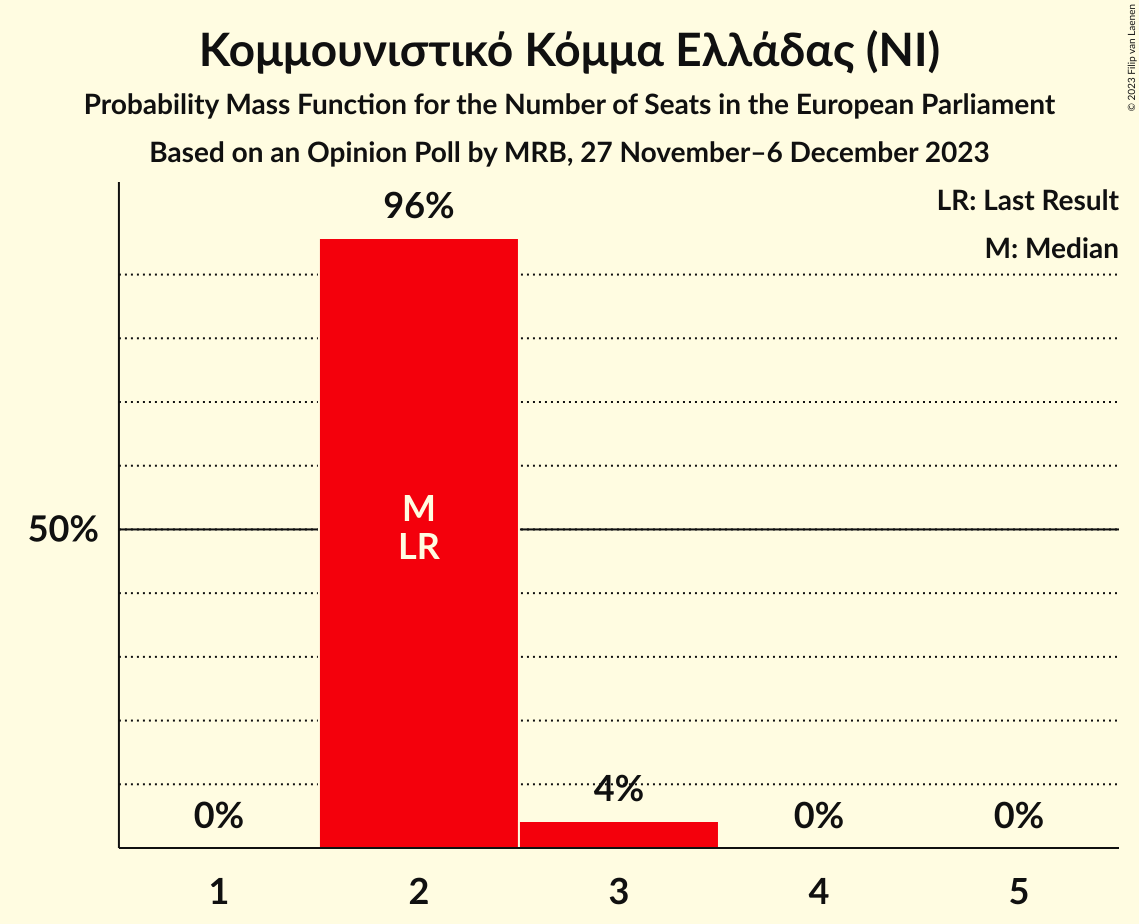 Κομμουνιστικό Κόμμα Ελλάδας (NI)
Probability Mass Function for the Number of Seats in the European Parliament
Based on an Opinion Poll by MRB, 27 November–6 December 2023
© 2023 Filip van Laenen
LR: Last Result
M: Median
96%
50%
M
LR
4%
0%
0%
0%
1
2
3
4
5